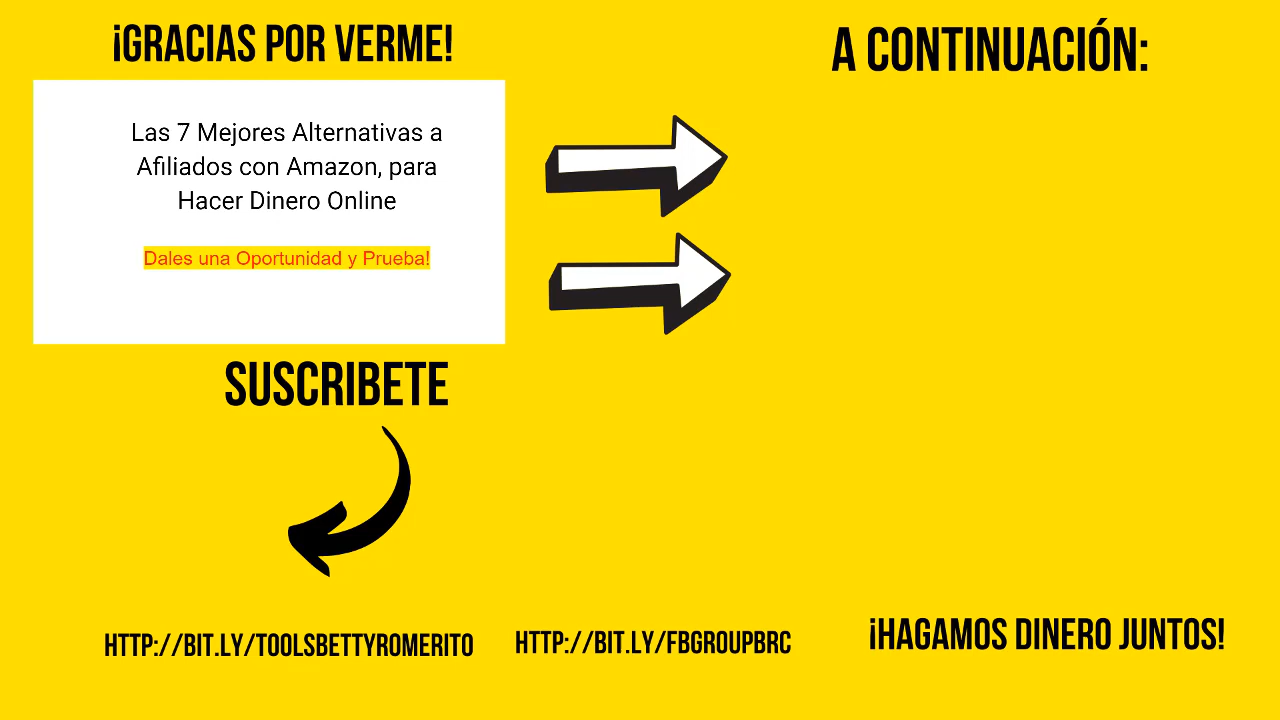 ¡GRACIAS POR VERME!
A CONTINUACIÓN:
Las 7 Mejores Alternativas a
Afiliados con Amazon, para
Hacer Dinero Online
Dales una Oportunidad y Prueba!
SUSCRIBETE
HTTP://BIT.LY/TOOLSBETTYROMERITO
HTTP://BIT.LY/FBGROUPBRC
¡HAGAMOS DINERO JUNTOS!